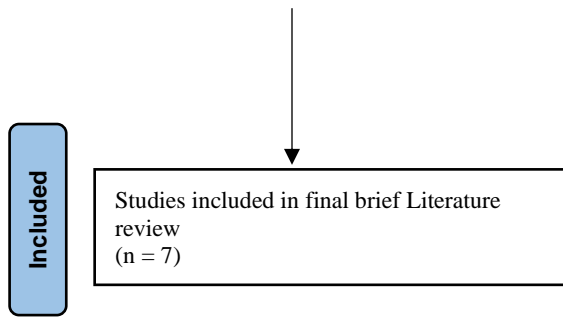 Included
Studies included in final brief Literature
review
(n = 7)